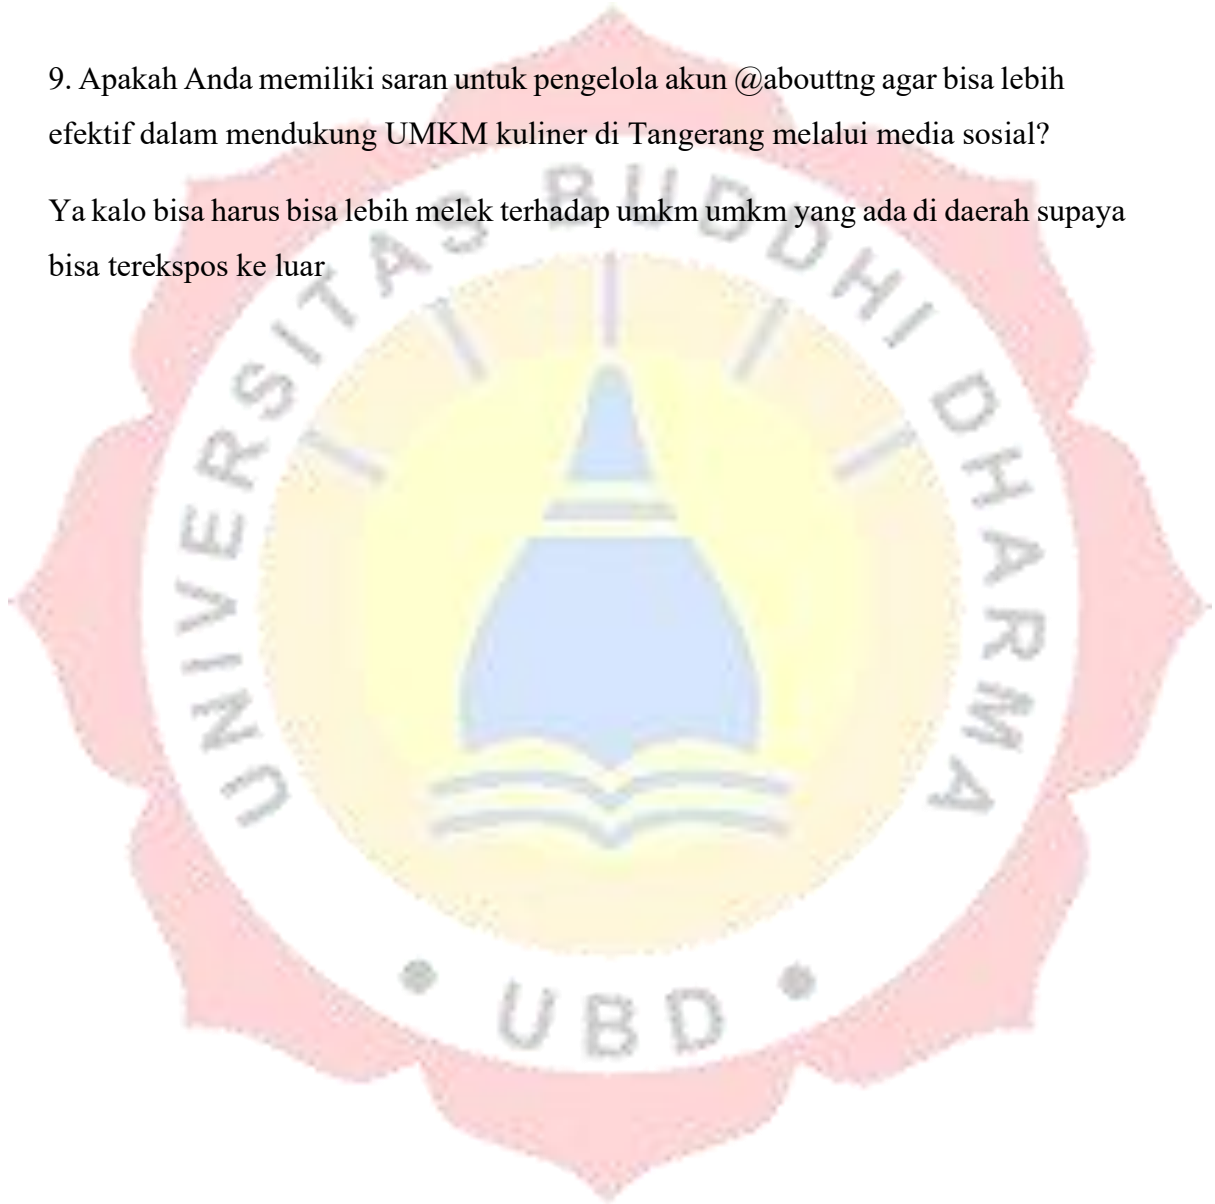 9. Apakah Anda memiliki saran untuk pengelola akun @abouttng agar bisa lebih
efektif dalam mendukung UMKM kuliner di Tangerang melalui media sosial?
Ya kalo bisa harus bisa lebih melek terhadap umkm umkm yang ada di daerah supaya
bisa terekspos ke luar
UNIVERSITAS BUDDHI DHARMA
• UBD •